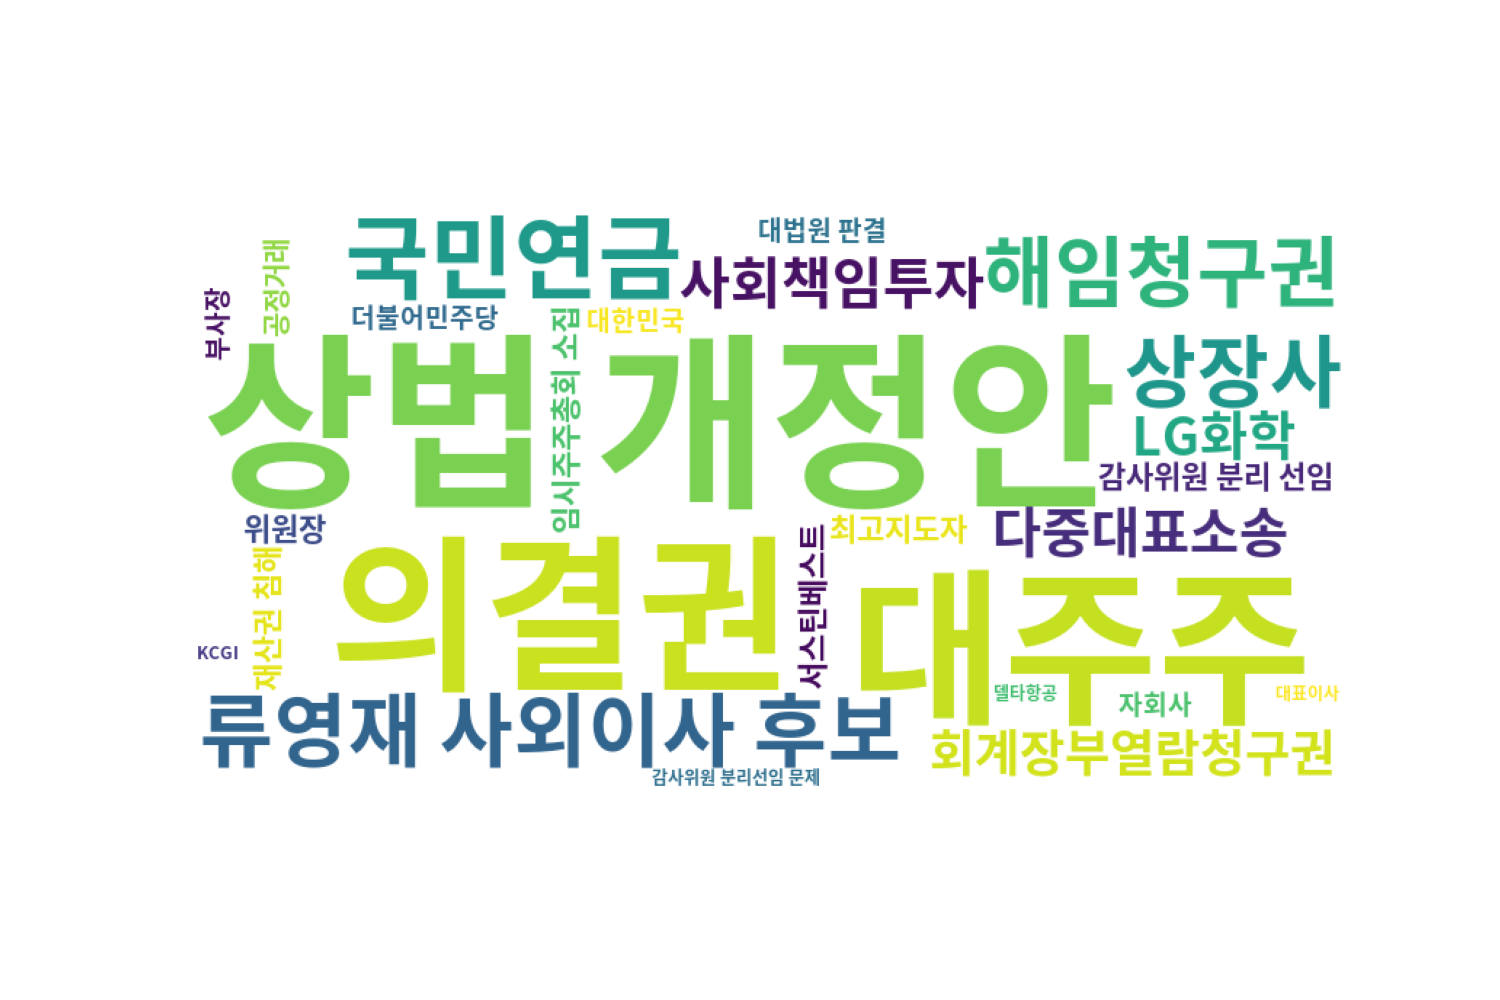 국민연금
대법원 판결
사회책임투자
해임청구권
공정거래
부사장
더불어민주당
대한민국
임시주주총회 소집
상법 개정안
상장사
LG화학
감사위원 분리 선임
위원장
최고지도자
다중대표소송
재산권 침해
의결권
서스틴베스트
대주주
KCGI
델타항공
자회사
대표이사
류영재 사외이사 후보
회계장부열람청구권
감사위원 분리선임 문제